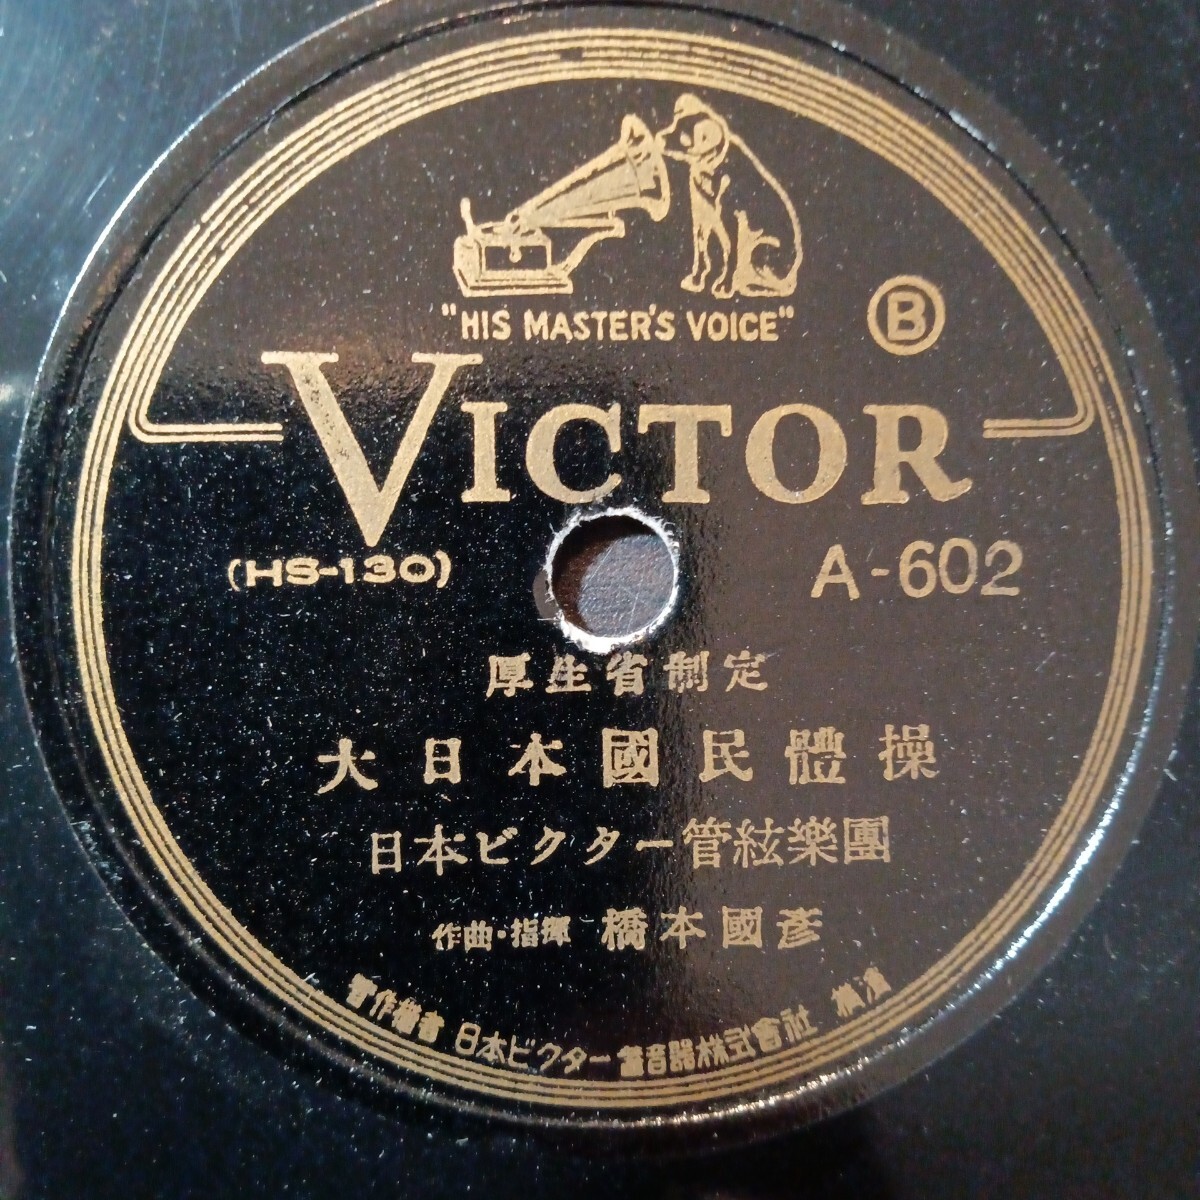 "HIS MASTER'S VOICE"
B
VICTOR
(HS-130)
A-602
厚生省制定
大日本國民體操
日本ビクター管絃樂團
作曲・指揮 橋本國彦
著作權者 日本ビクター蓄音器株式會社 橫濱